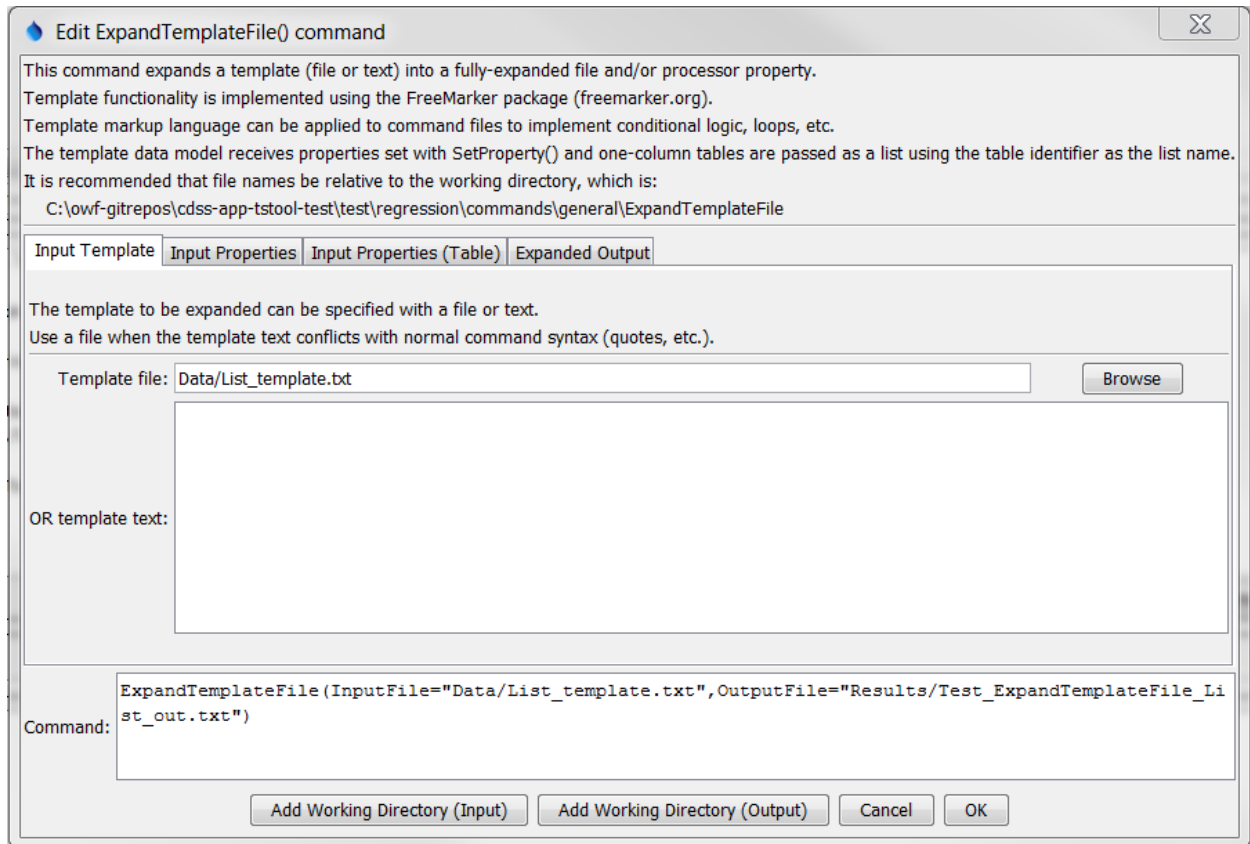 Edit ExpandTemplateFile() command
This command expands a template (file or text) into a fully-expanded file and/or processor property.
Template functionality is implemented using the FreeMarker package (freemarker.org).
Template markup language can be applied to command files to implement conditional logic, loops, etc.
The template data model receives properties set with SetProperty() and one-column tables are passed as a list using the table identifier as the list name.
It is recommended that file names be relative to the working directory, which is:
C:\owf-gitrepos\cdss-app-tstool-test\test\regression\commands\general\ExpandTemplateFile
Input Template Input Properties Input Properties (Table) Expanded Output
The template to be expanded can be specified with a file or text.
Use a file when the template text conflicts with normal command syntax (quotes, etc.).
Template file: Data/List_template.txt Browse
OR template text:
ExpandTemplateFile(InputFile="Data/List_template.txt",OutputFile="Results/Test_ExpandTemplateFile_Li
Command: st_out.txt")
Add Working Directory (Input) Add Working Directory (Output) Cancel OK